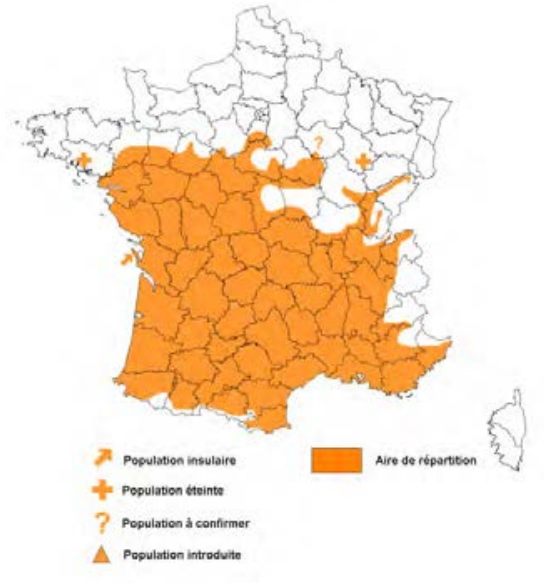 ?
Population insulaire
Aire de répartition
Population éteinte
? Population à confirmer
Population introduite